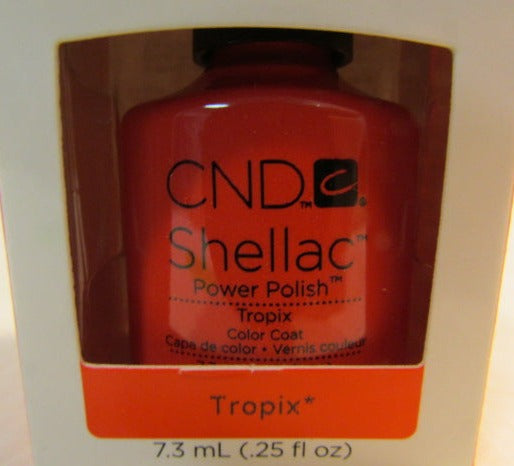 CND.™ c®
Shellac™
Power Polish™
Tropix
Color Coat
Capa de color • Vernis couleur
Tropix*
7.3 mL (.25 fl oz)